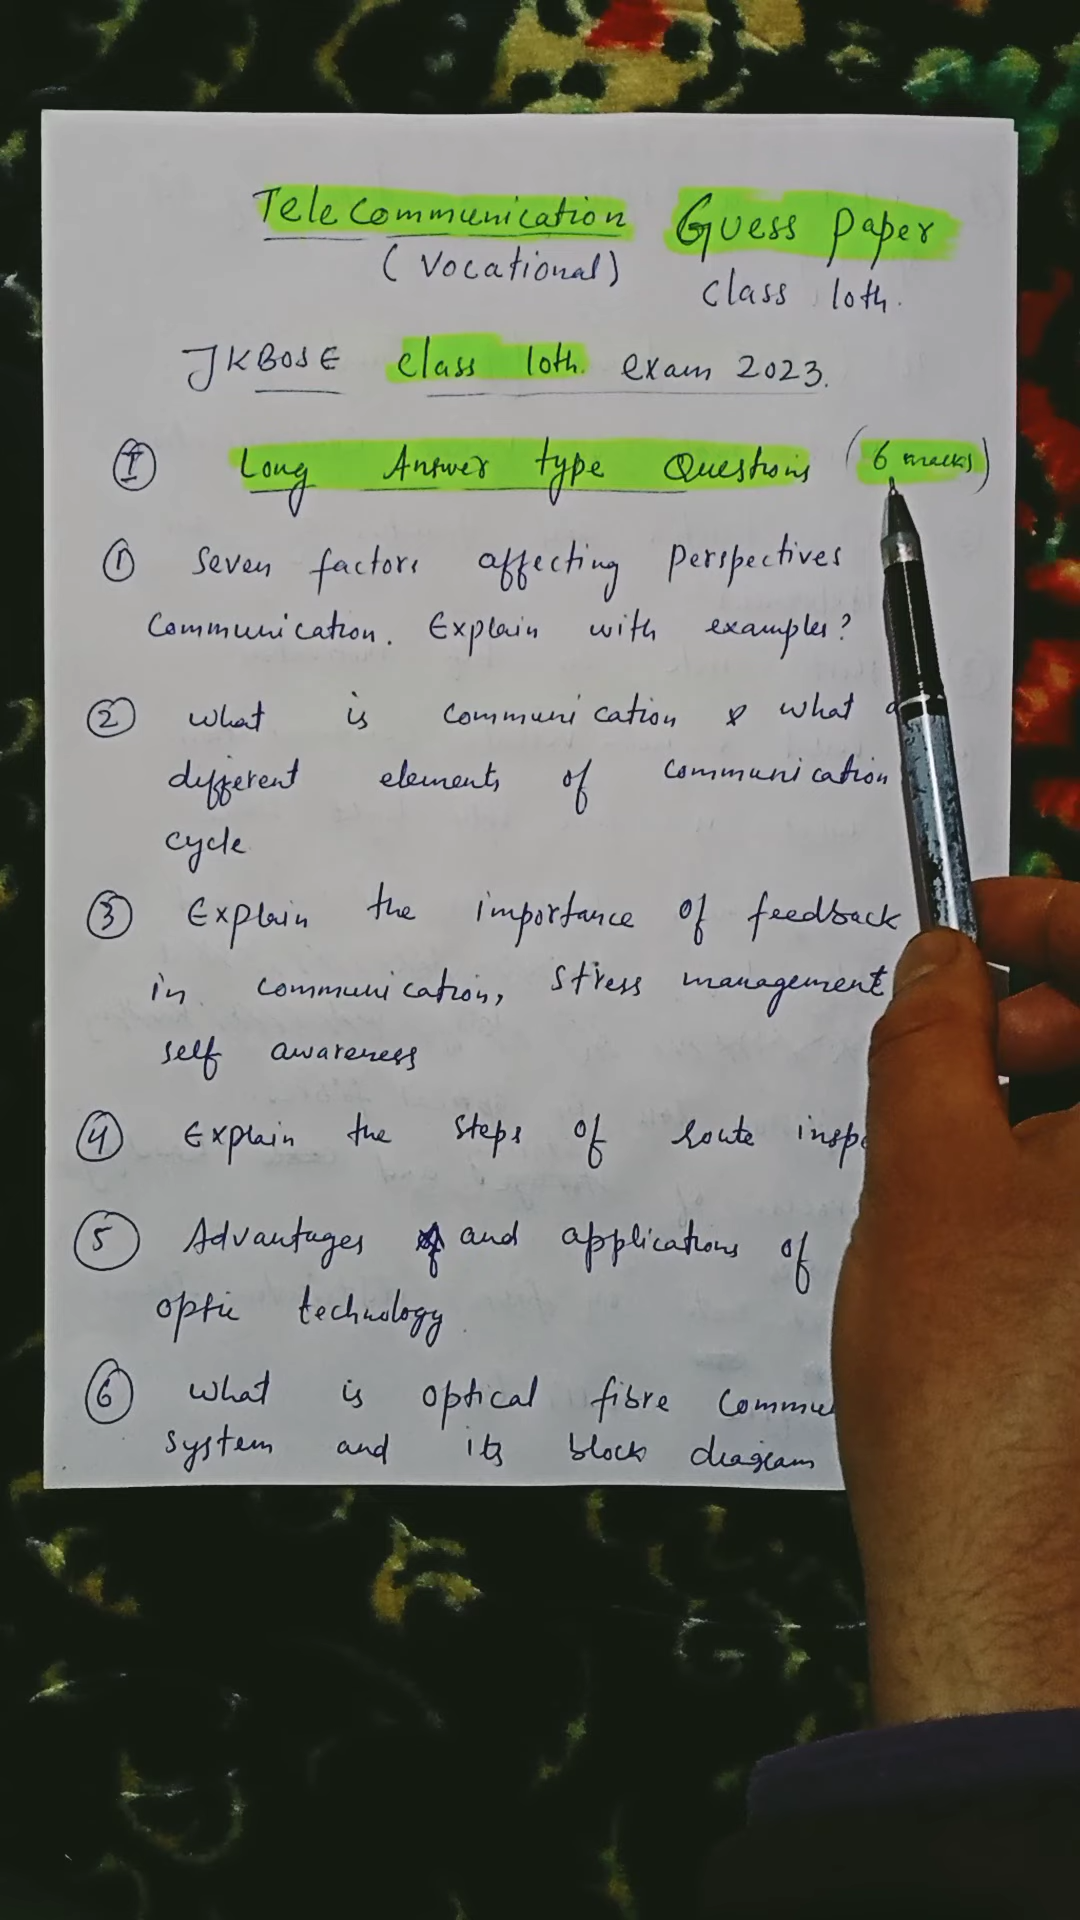 Telecommunication Guess Paper
(Vocational) class 10th.
JKBOSE class 10th. exam 2023.
I Long Answer type Questions (6 marks)
1 Seven factors affecting Perspectives
Communication. Explain with examples?
2 what is communication & what
different elements of communication
cycle
3 Explain the importance of feedback
in communication, stress management
self awareness
4 Explain the steps of route
5 Advantages and applications of
optic technology.
6 what is optical fibre
system and its block diagram